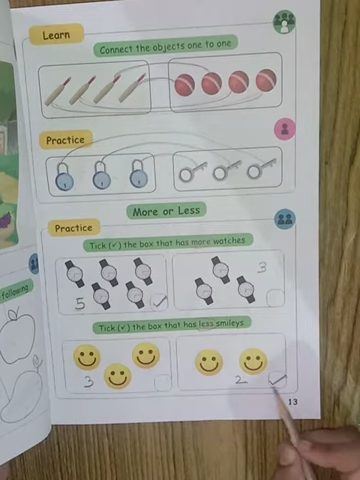 Learn
Connect the objects one to one
Practice
More or Less
Practice
Tick (✓) the box that has more watches
5
3
following
Tick (✓) the box that has less smileys
3
2
13